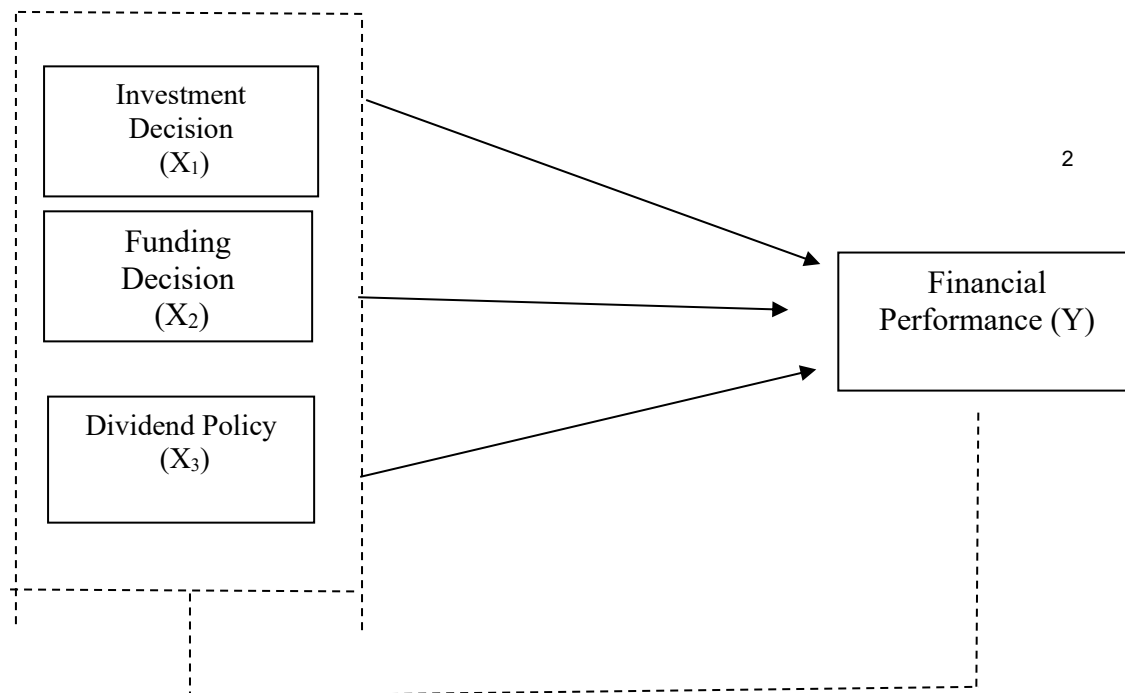 Investment
Decision
(X₁)
2
Funding
Decision
(X₂)
Financial
Performance (Y)
Dividend Policy
(X₃)